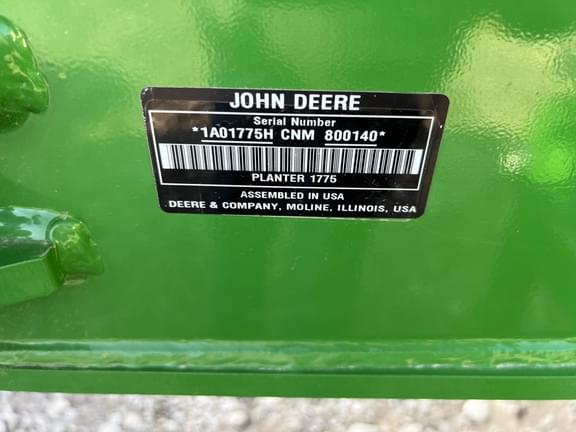 JOHN DEERE
Serial Number
*1A01775H CNM 800140*
PLANTER 1775
ASSEMBLED IN USA
DEERE & COMPANY, MOLINE, ILLINOIS, USA